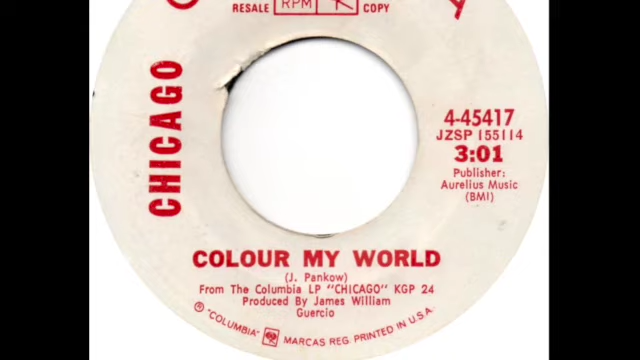 RESALE
RPM
COPY
CHICAGO
4-45417
JZSP 155114
3:01
Publisher:
Aurelius Music
(BMI)
COLOUR MY WORLD
(J. Pankow)
From The Columbia LP "CHICAGO" KGP 24
Produced By James William
Guercio
® "COLUMBIA" MARCAS REG. PRINTED IN U.S.A.